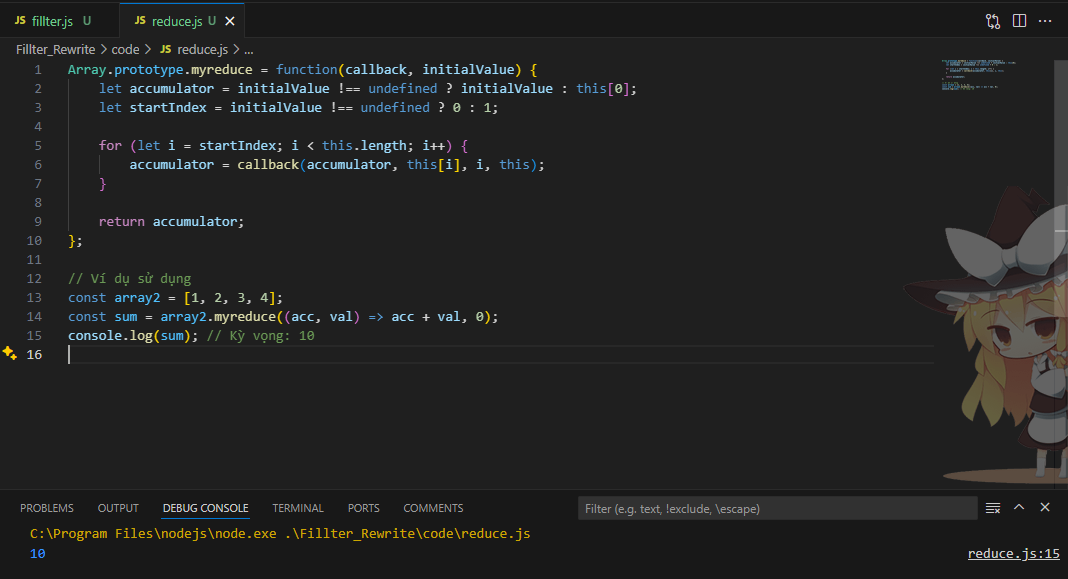 JS fillter.js U JS reduce.js U
Fillter_Rewrite > code > JS reduce.js > ...
1 Array.prototype.myreduce = function(callback, initialValue) {
2 let accumulator = initialValue !== undefined ? initialValue : this[0];
3 let startIndex = initialValue !== undefined ? 0 : 1;
4
5 for (let i = startIndex; i < this.length; i++) {
6 accumulator = callback(accumulator, this[i], i, this);
7 }
8
9 return accumulator;
10 };
11
12 // Ví dụ sử dụng
13 const array2 = [1, 2, 3, 4];
14 const sum = array2.myreduce((acc, val) => acc + val, 0);
15 console.log(sum); // Kỳ vọng: 10
16
PROBLEMS OUTPUT DEBUG CONSOLE TERMINAL PORTS COMMENTS Filter (e.g. text, !exclude, \escape)
C:\Program Files\nodejs\node.exe .\Fillter_Rewrite\code\reduce.js
10 reduce.js:15